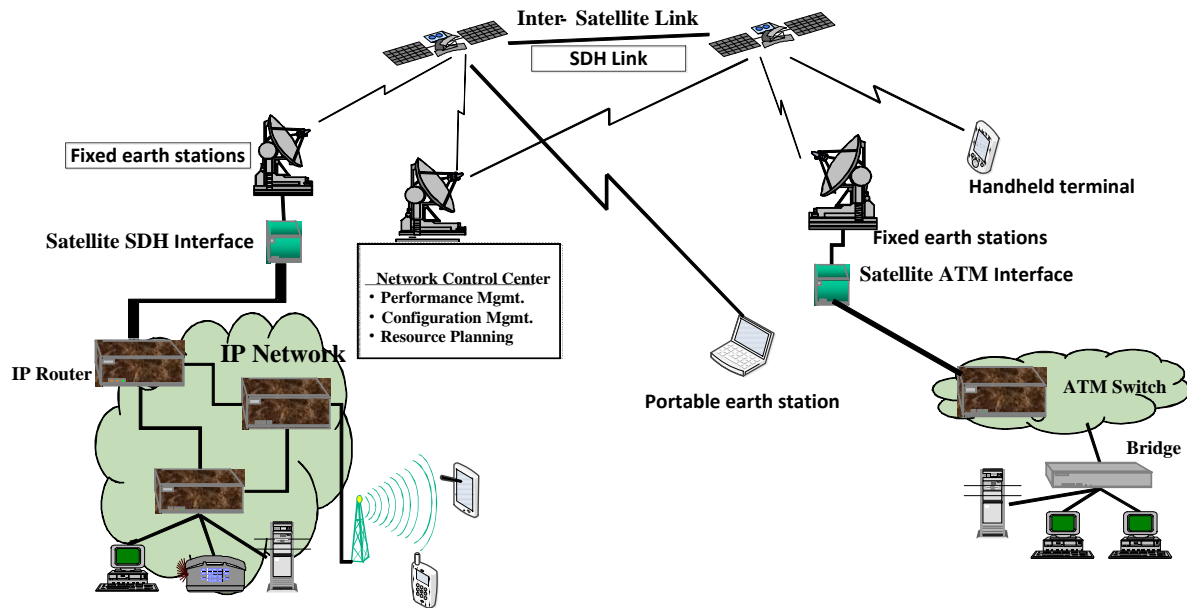 Inter- Satellite Link
SDH Link
Fixed earth stations
Handheld terminal
Satellite SDH Interface
Fixed earth stations
Satellite ATM Interface
Network Control Center
• Performance Mgmt.
• Configuration Mgmt.
• Resource Planning
IP Network
IP Router
Portable earth station
ATM Switch
Bridge